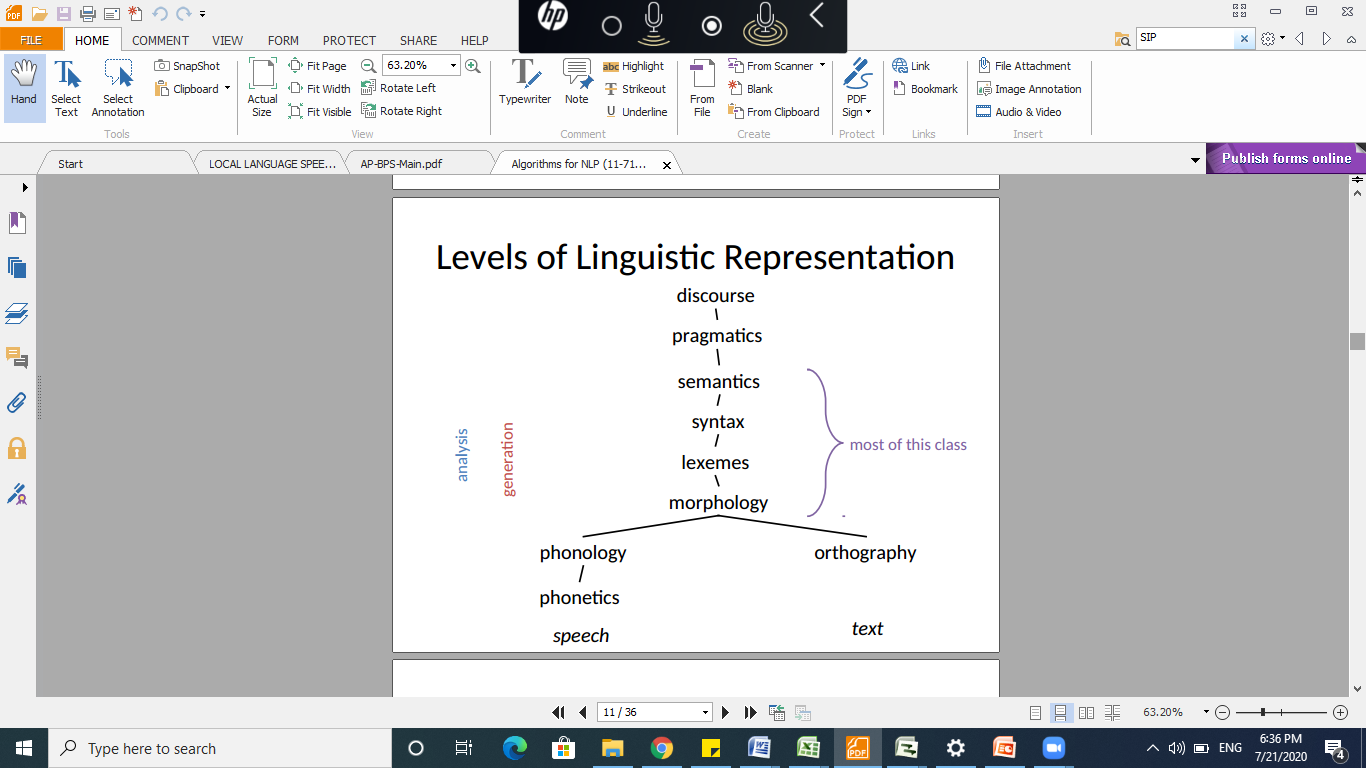 hp
SIP
FILE HOME COMMENT VIEW FORM PROTECT SHARE HELP
Hand
Select Text
Select Annotation
SnapShot
Clipboard
Tools
Actual Size
Fit Page
Fit Width
Fit Visible
63.20%
Rotate Left
Rotate Right
View
Typewriter
Note
abc Highlight
Strikeout
U Underline
Comment
From File
From Scanner
Blank
From Clipboard
Create
PDF Sign
Protect
Link
Bookmark
Links
File Attachment
Image Annotation
Audio & Video
Insert
Start
LOCAL LANGUAGE SPEE...
AP-BPS-Main.pdf
Algorithms for NLP (11-71...
Publish forms online
Levels of Linguistic Representation
discourse
pragmatics
semantics
syntax
lexemes
morphology
analysis
generation
most of this class
phonology
orthography
phonetics
speech
text
11 / 36
63.20%
Type here to search
ENG
6:36 PM
7/21/2020
4